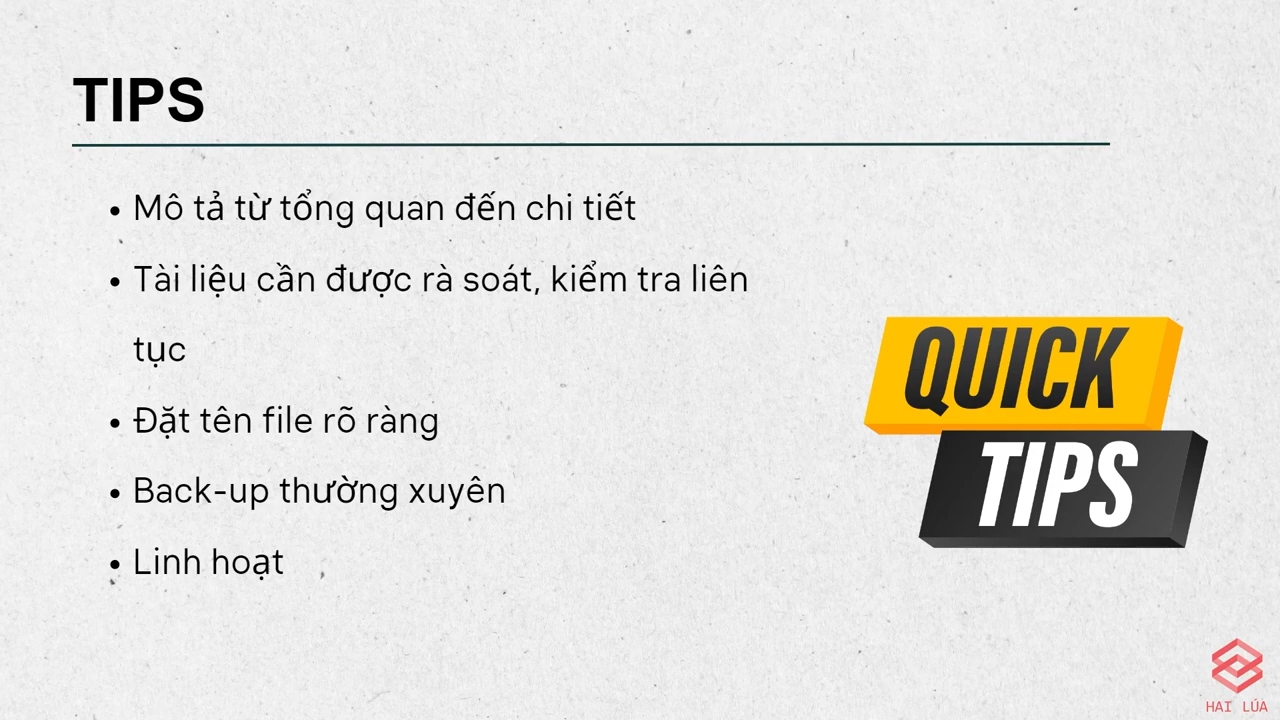 TIPS
Mô tả từ tổng quan đến chi tiết
Tài liệu cần được rà soát, kiểm tra liên
tục
Đặt tên file rõ ràng
Back-up thường xuyên
Linh hoạt
QUICK
TIPS
HAI LÚA